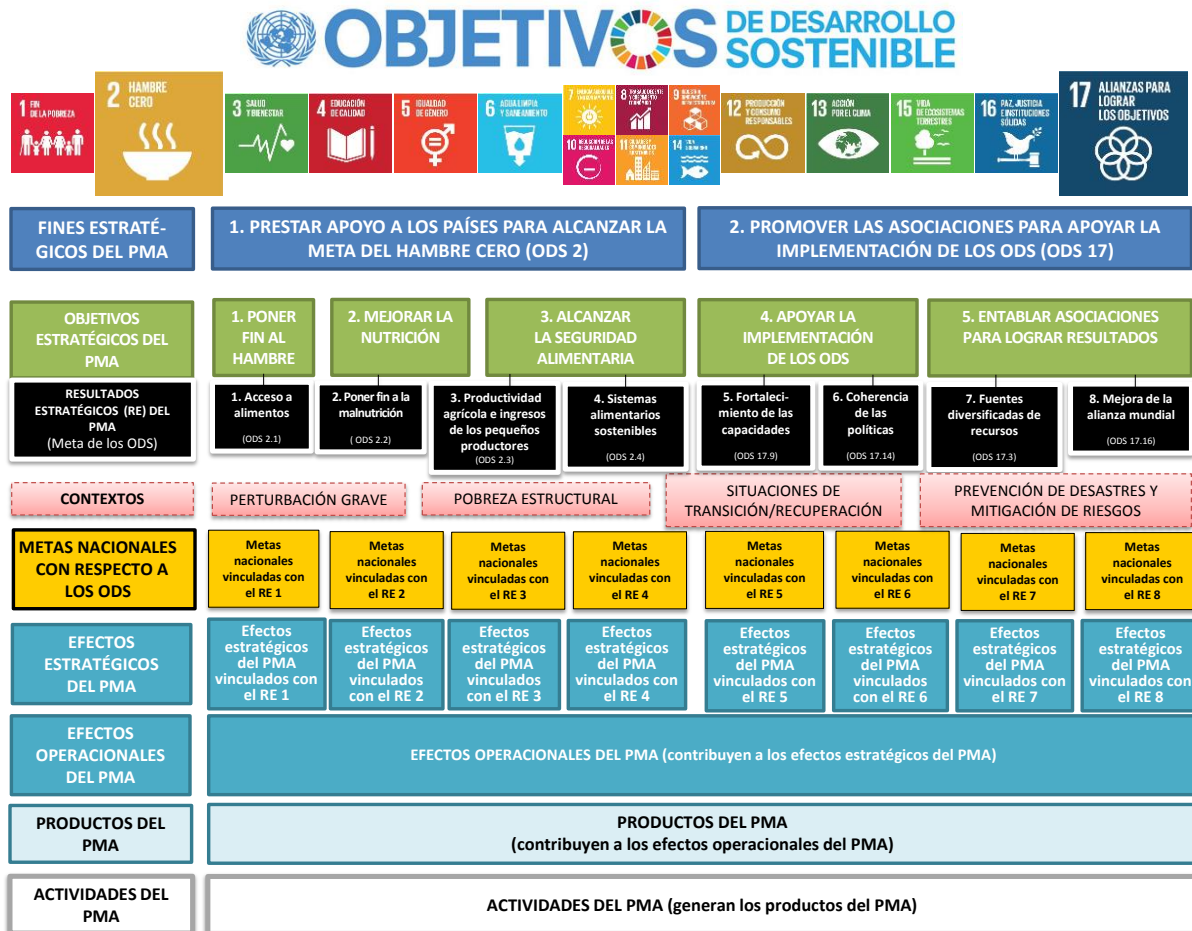 OBJETIVOS DE DESARROLLO
SOSTENIBLE
1 FIN
DE LA POBREZA
2 HAMBRE
CERO
3 SALUD
Y BIENESTAR
4 EDUCACIÓN
DE CALIDAD
5 IGUALDAD
DE GÉNERO
6 AGUA LIMPIA
Y SANEAMIENTO
7
8
9
10
11
14
12 PRODUCCIÓN
Y CONSUMO
RESPONSABLES
13 ACCIÓN
POR EL CLIMA
15 VIDA
DE ECOSISTEMAS
TERRESTRES
16 PAZ, JUSTICIA
E INSTITUCIONES
SÓLIDAS
17 ALIANZAS PARA
LOGRAR
LOS OBJETIVOS
FINES ESTRATÉ-
GICOS DEL PMA
1. PRESTAR APOYO A LOS PAÍSES PARA ALCANZAR LA
META DEL HAMBRE CERO (ODS 2)
2. PROMOVER LAS ASOCIACIONES PARA APOYAR LA
IMPLEMENTACIÓN DE LOS ODS (ODS 17)
OBJETIVOS
ESTRATÉGICOS DEL
PMA
1. PONER
FIN AL
HAMBRE
2. MEJORAR LA
NUTRICIÓN
3. ALCANZAR
LA SEGURIDAD
ALIMENTARIA
4. APOYAR LA
IMPLEMENTACIÓN
DE LOS ODS
5. ENTABLAR ASOCIACIONES
PARA LOGRAR RESULTADOS
RESULTADOS
ESTRATÉGICOS (RE) DEL
PMA
(Meta de los ODS)
1. Acceso a
alimentos
(ODS 2.1)
2. Poner fin a la
malnutrición
( ODS 2.2)
3. Productividad
agrícola e ingresos
de los pequeños
productores
(ODS 2.3)
4. Sistemas
alimentarios
sostenibles
(ODS 2.4)
5. Fortaleci-
miento de las
capacidades
(ODS 17.9)
6. Coherencia
de las
políticas
(ODS 17.14)
7. Fuentes
diversificadas de
recursos
(ODS 17.3)
8. Mejora de la
alianza mundial
(ODS 17.16)
CONTEXTOS
PERTURBACIÓN GRAVE
POBREZA ESTRUCTURAL
SITUACIONES DE
TRANSICIÓN/RECUPERACIÓN
PREVENCIÓN DE DESASTRES Y
MITIGACIÓN DE RIESGOS
METAS NACIONALES
CON RESPECTO A
LOS ODS
Metas
nacionales
vinculadas con
el RE 1
Metas
nacionales
vinculadas con
el RE 2
Metas
nacionales
vinculadas con
el RE 3
Metas
nacionales
vinculadas con
el RE 4
Metas
nacionales
vinculadas con
el RE 5
Metas
nacionales
vinculadas con
el RE 6
Metas
nacionales
vinculadas con
el RE 7
Metas
nacionales
vinculadas con
el RE 8
EFECTOS
ESTRATÉGICOS
DEL PMA
Efectos
estratégicos
del PMA
vinculados con
el RE 1
Efectos
estratégicos
del PMA
vinculados
con el RE 2
Efectos
estratégicos
del PMA
vinculados
con el RE 3
Efectos
estratégicos
del PMA
vinculados con
el RE 4
Efectos
estratégicos
del PMA
vinculados con
el RE 5
Efectos
estratégicos
del PMA
vinculados
con el RE 6
Efectos
estratégicos
del PMA
vinculados con
el RE 7
Efectos
estratégicos
del PMA
vinculados con
el RE 8
EFECTOS
OPERACIONALES
DEL PMA
EFECTOS OPERACIONALES DEL PMA (contribuyen a los efectos estratégicos del PMA)
PRODUCTOS DEL
PMA
PRODUCTOS DEL PMA
(contribuyen a los efectos operacionales del PMA)
ACTIVIDADES DEL
PMA
ACTIVIDADES DEL PMA (generan los productos del PMA)